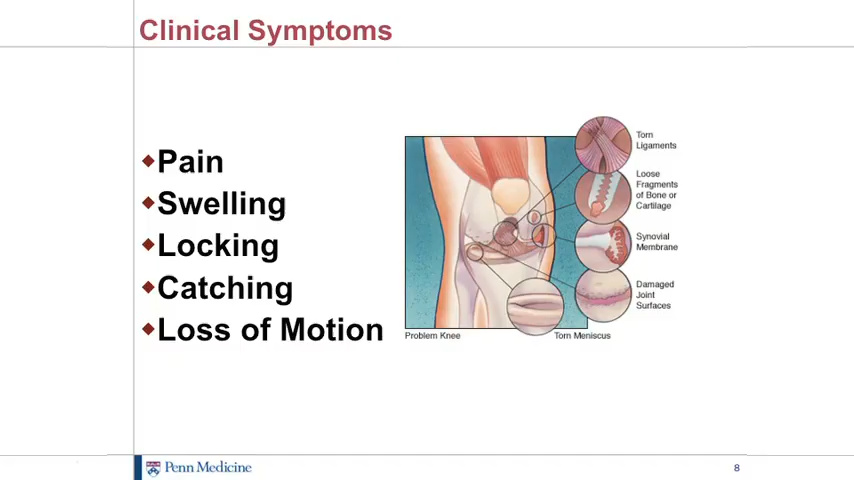 Clinical Symptoms
Pain
Swelling
Locking
Catching
Loss of Motion
Torn
Ligaments
Loose
Fragments
of Bone or
Cartilage
Synovial
Membrane
Damaged
Joint
Surfaces
Problem Knee
Torn Meniscus
Penn Medicine
8